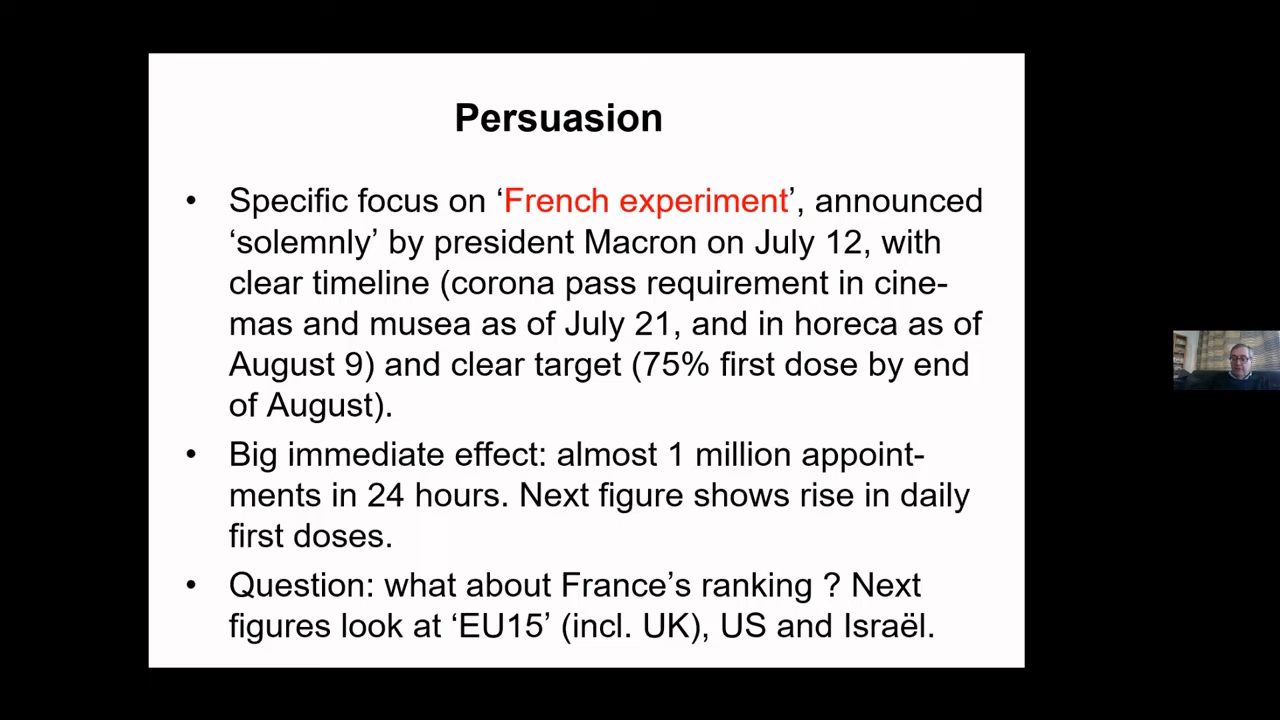 Persuasion
• Specific focus on ‘French experiment’, announced
‘solemnly’ by president Macron on July 12, with
clear timeline (corona pass requirement in cine-
mas and musea as of July 21, and in horeca as of
August 9) and clear target (75% first dose by end
of August).
• Big immediate effect: almost 1 million appoint-
ments in 24 hours. Next figure shows rise in daily
first doses.
• Question: what about France’s ranking ? Next
figures look at ‘EU15’ (incl. UK), US and Israël.